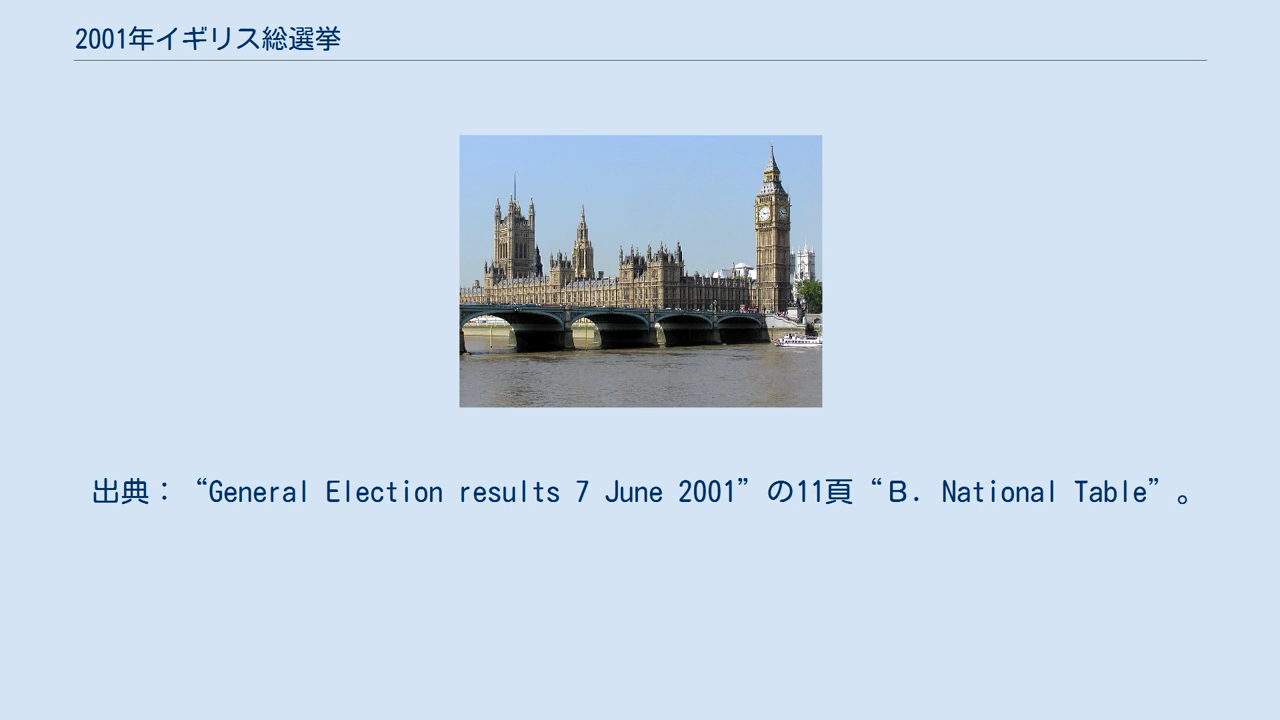 2001年イギリス総選挙
出典：“General Election results 7 June 2001”の11頁“Ｂ. National Table”。